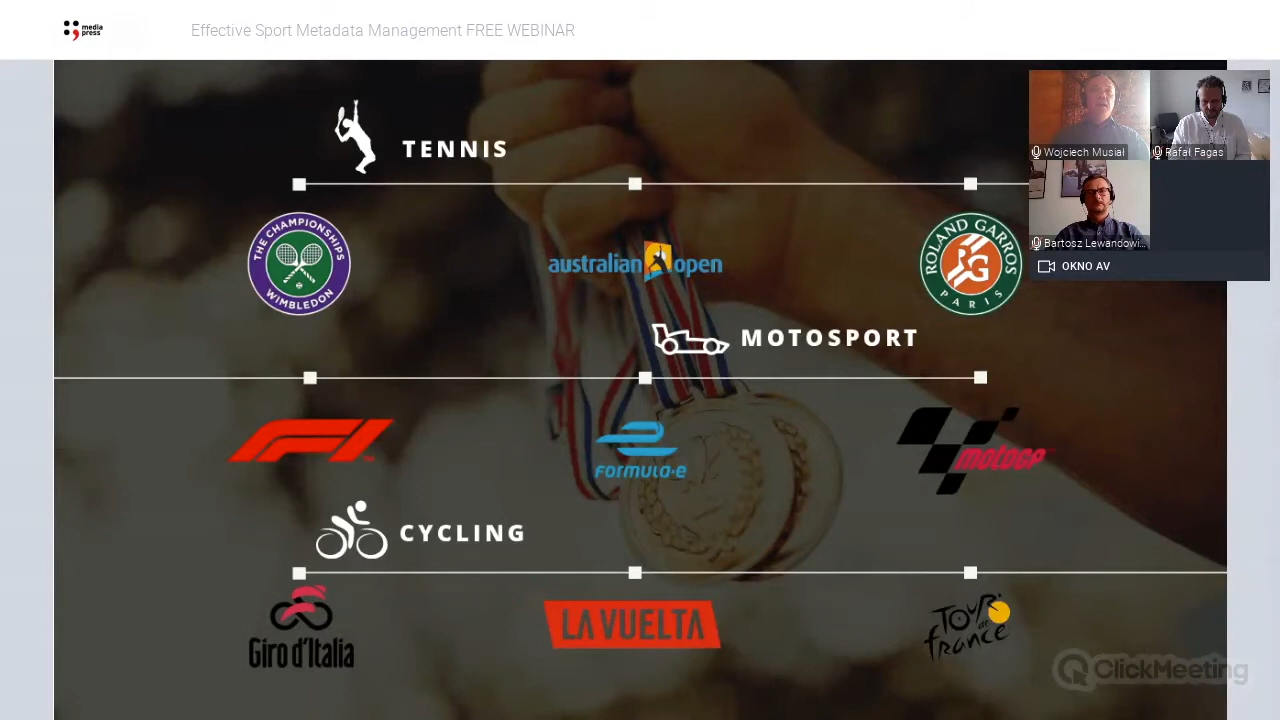 media
press
Effective Sport Metadata Management FREE WEBINAR
TENNIS
THE CHAMPIONSHIPS
WIMBLEDON
australian open
ROLAND GARROS
RG
PARIS
Wojciech Musiał
Rafał Fagas
Bartosz Lewandowi...
OKNO AV
MOTOSPORT
F1
FORMULA·E
motoGP
CYCLING
Giro d'Italia
LA VUELTA
TOUR
de
france
ClickMeeting